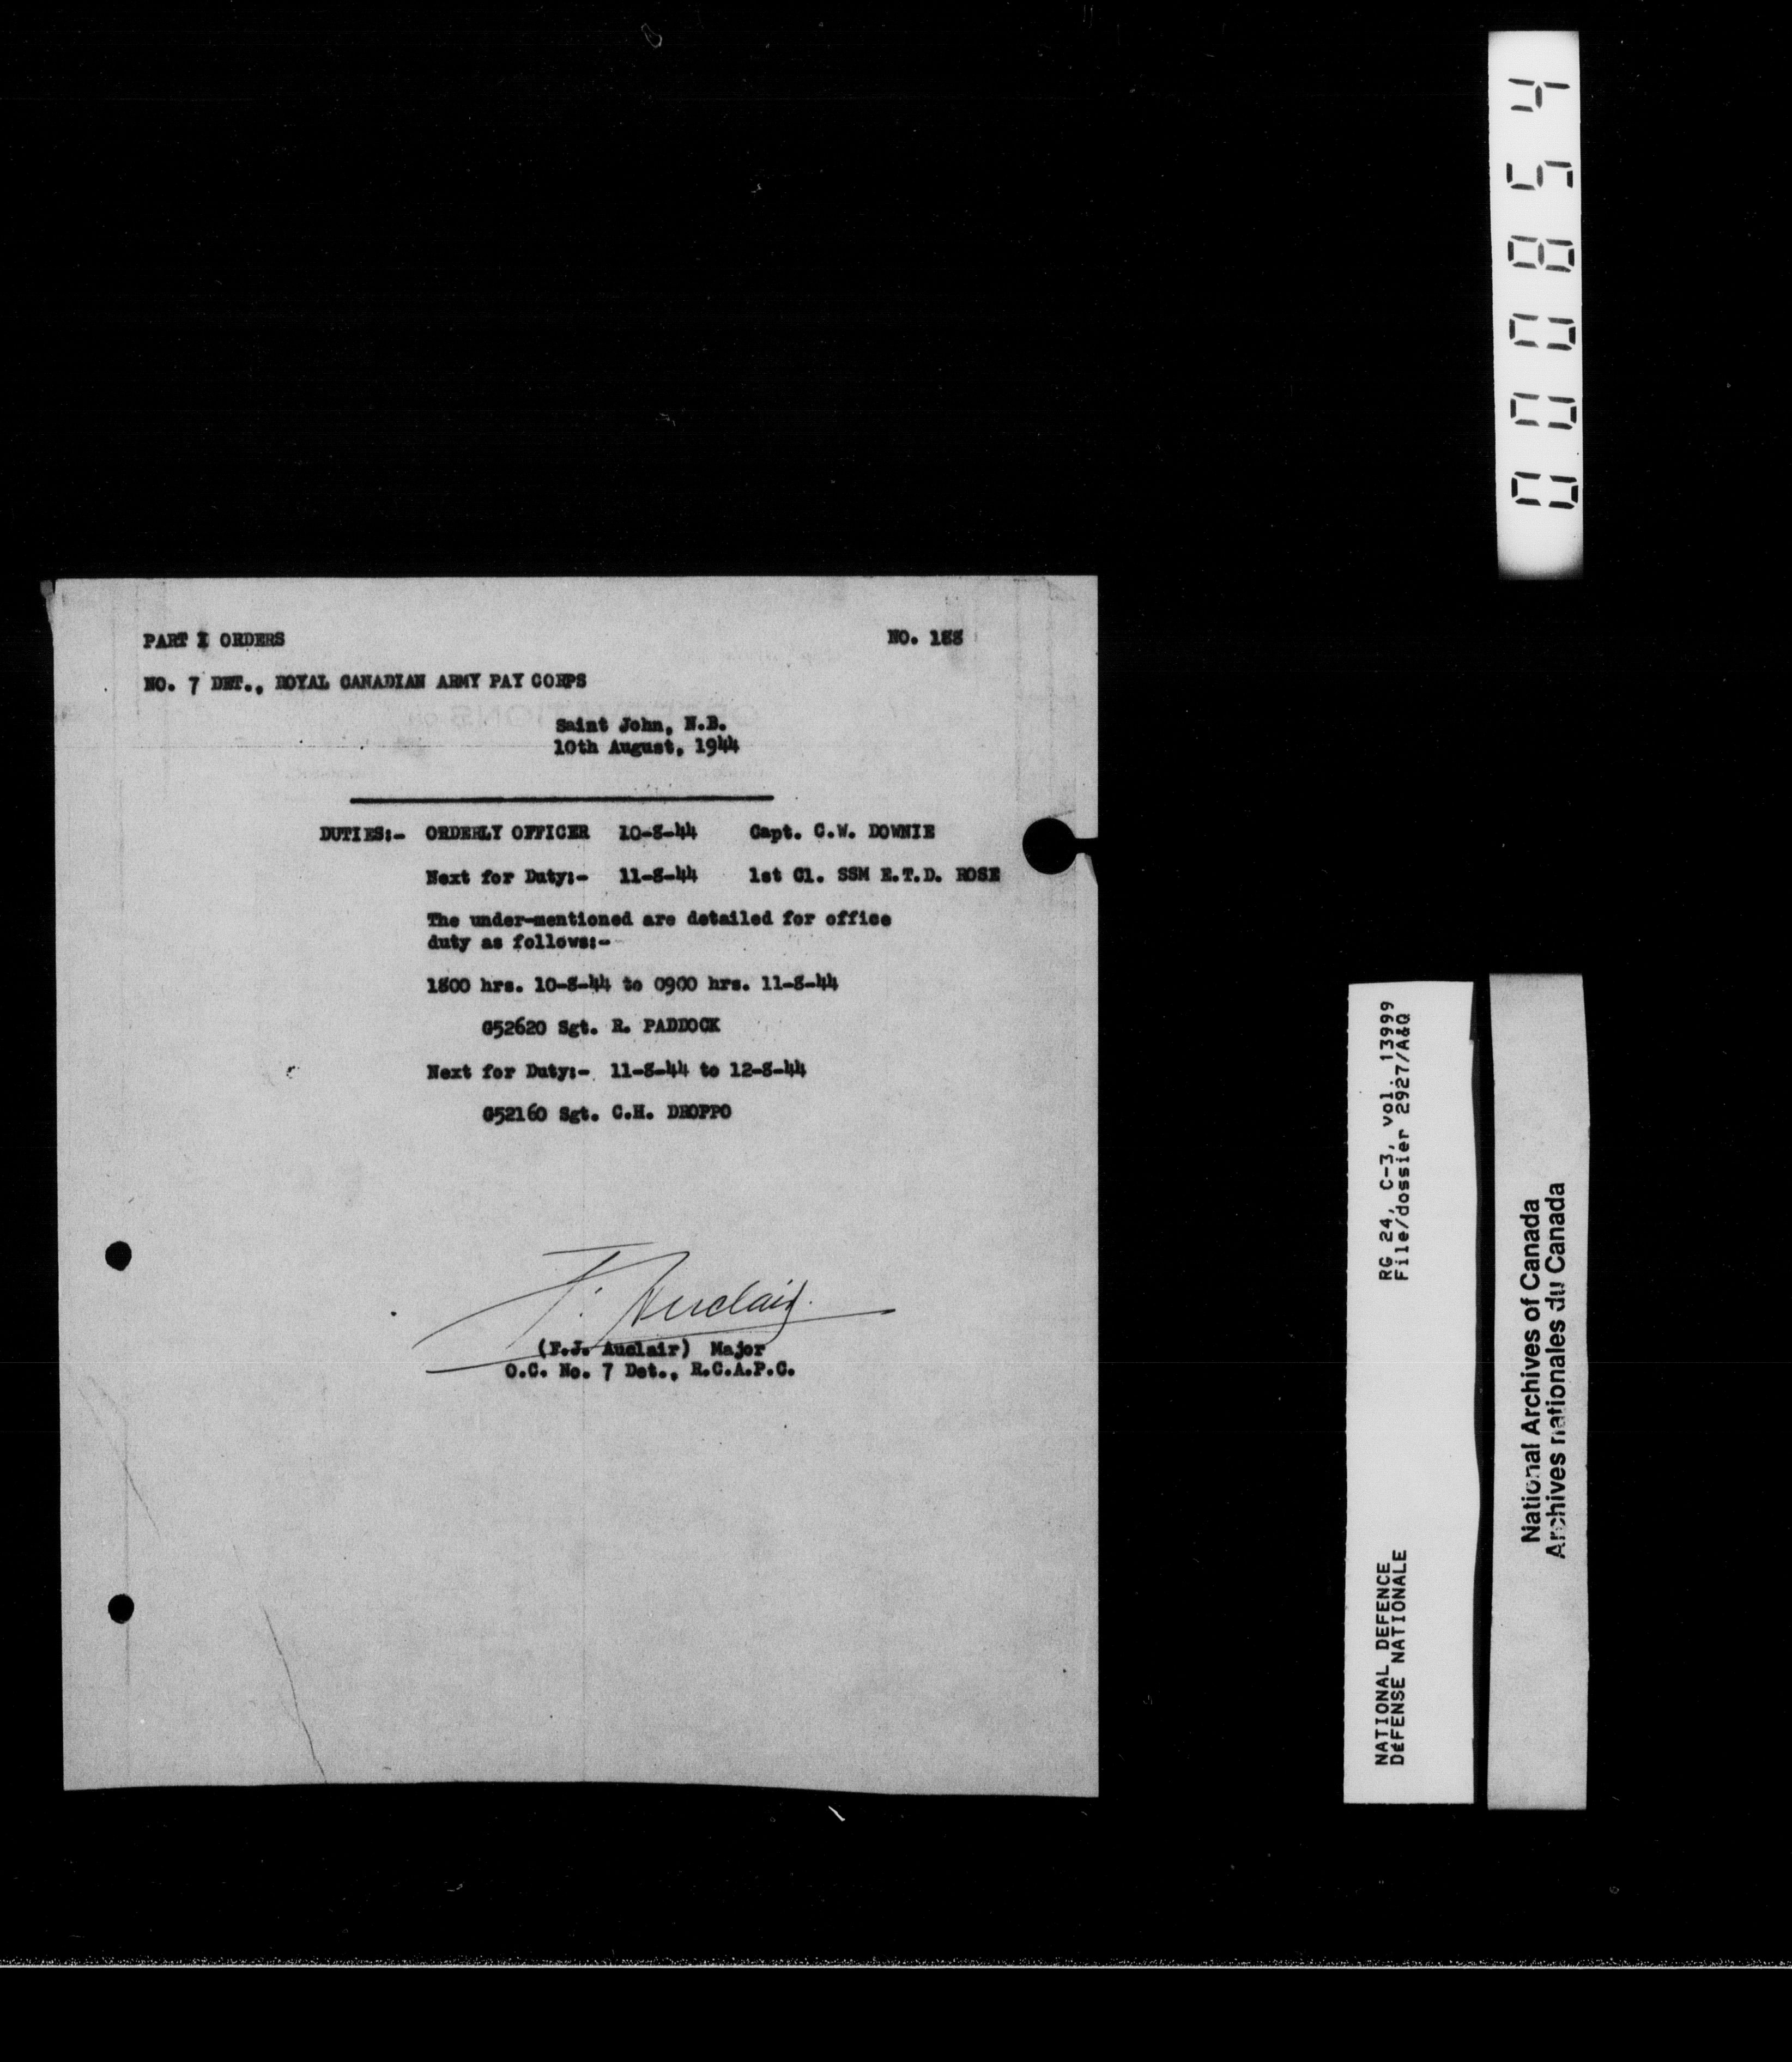 PART I ORDERS NO. 188
NO. 7 DET., ROYAL CANADIAN ARMY PAY CORPS
Saint John, N.B.
10th August, 1944
DUTIES:- ORDERLY OFFICER 10-8-44 Capt. C.W. DOWNIE
Next for Duty:- 11-8-44 1st Cl. SSM E.T.D. ROSE
The under-mentioned are detailed for office
duty as follows:-
1800 hrs. 10-8-44 to 0900 hrs. 11-8-44
G52620 Sgt. R. PADDOCK
Next for Duty:- 11-8-44 to 12-8-44
G52160 Sgt. C.H. DROPPO
F. Auclair
(F.J. Auclair) Major
O.C. No. 7 Det., R.C.A.P.C.
000854
RG 24, C-3, vol. 13999
File/dossier 2927/A&Q
NATIONAL DEFENCE
DéFENSE NATIONALE
National Archives of Canada
Archives nationales du Canada